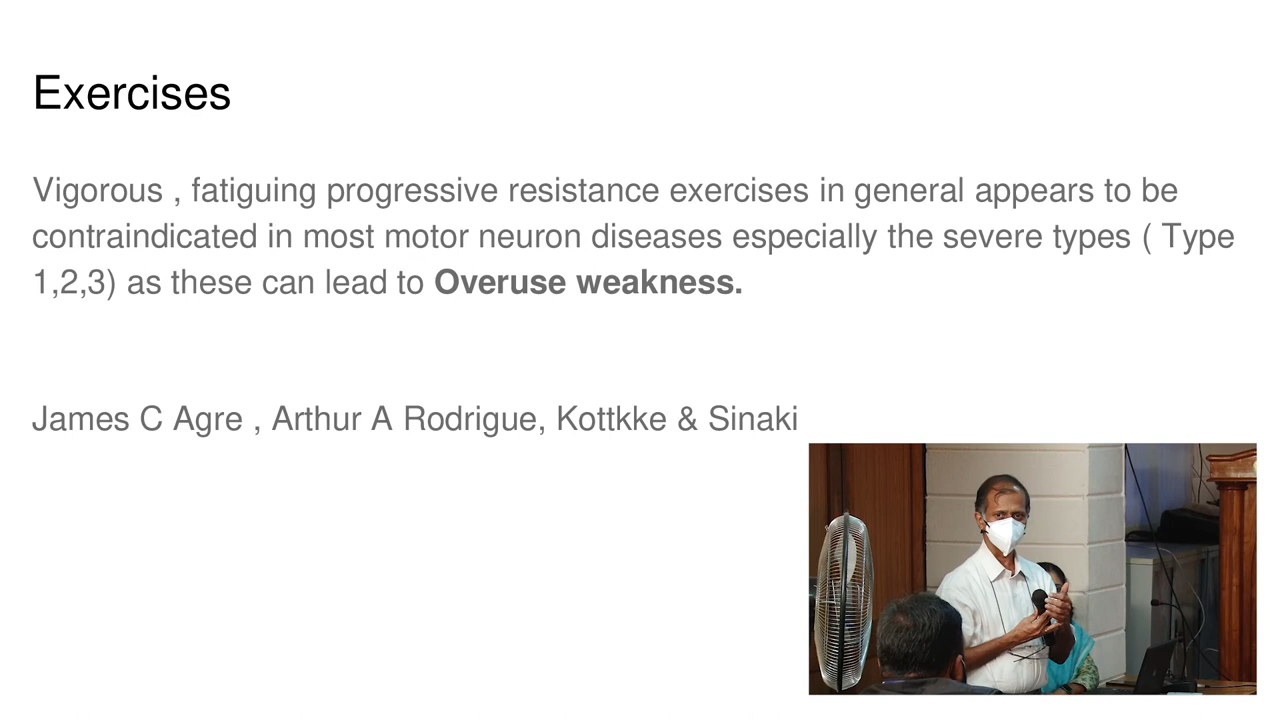 Exercises
Vigorous , fatiguing progressive resistance exercises in general appears to be
contraindicated in most motor neuron diseases especially the severe types ( Type
1,2,3) as these can lead to Overuse weakness.
James C Agre , Arthur A Rodrigue, Kottkke & Sinaki